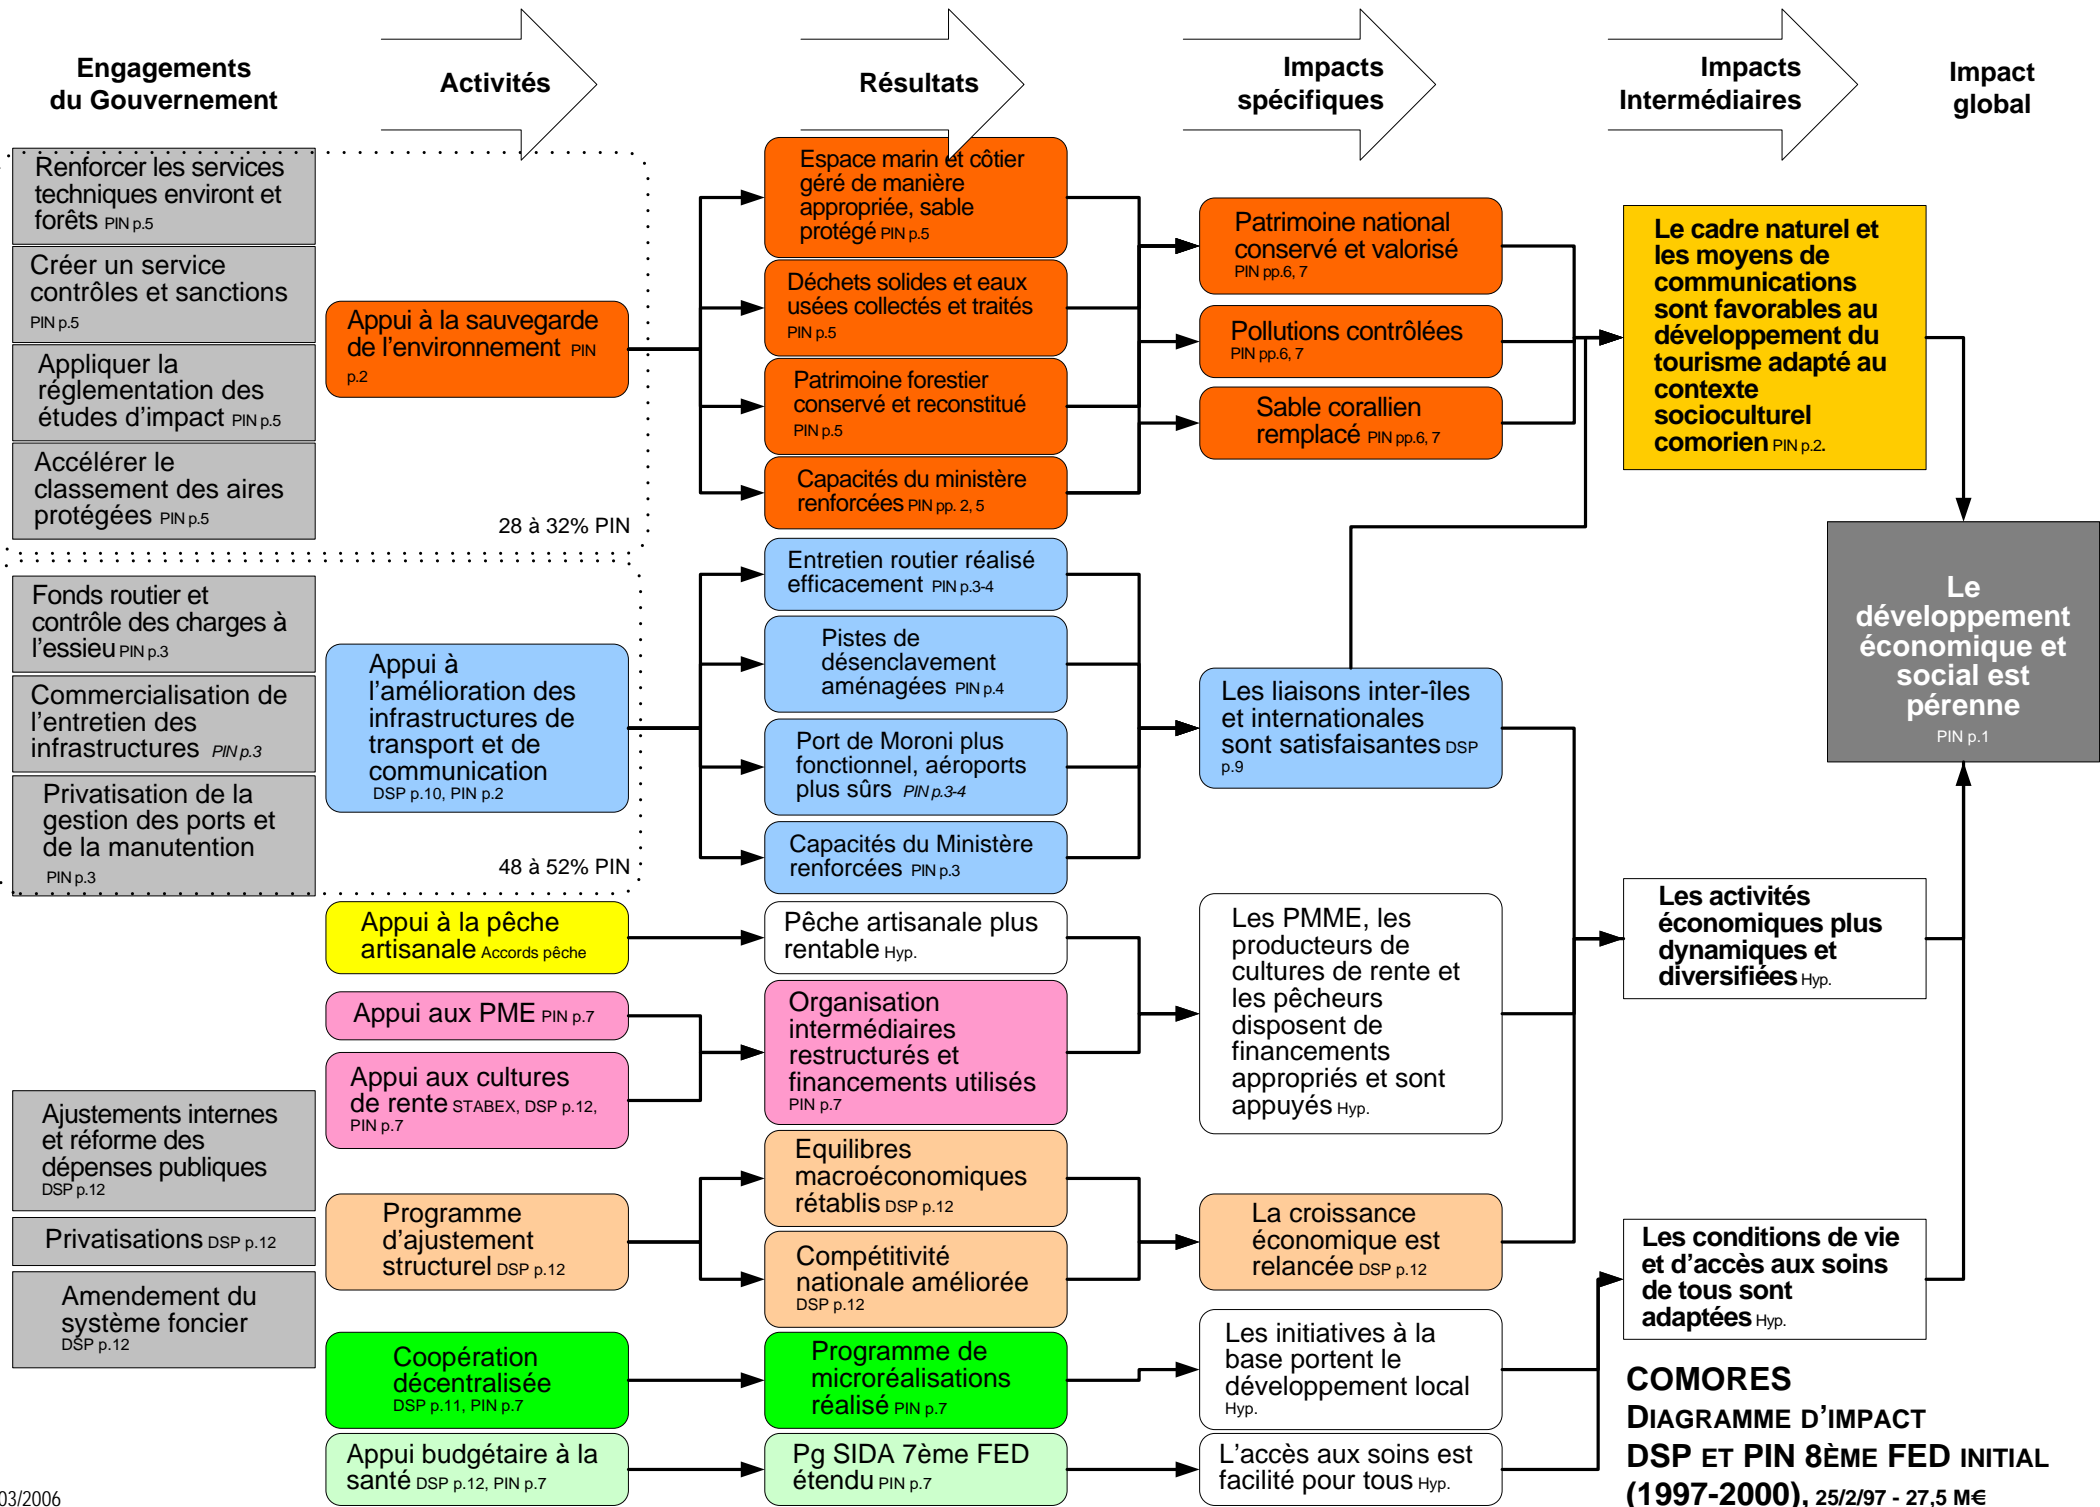 Engagements
du Gouvernement
Activités
Résultats
Impacts
spécifiques
Impacts
Intermédiaires
Impact
global
Renforcer les services
techniques environt et
forêts PIN p.5
Créer un service
contrôles et sanctions
PIN p.5
Appliquer la
réglementation des
études d'impact PIN p.5
Accélérer le
classement des aires
protégées PIN p.5
28 à 32% PIN
Fonds routier et
contrôle des charges à
l'essieu PIN p.3
Commercialisation de
l'entretien des
infrastructures PIN p.3
Privatisation de la
gestion des ports et
de la manutention
PIN p.3
48 à 52% PIN
Ajustements internes
et réforme des
dépenses publiques
DSP p.12
Privatisations DSP p.12
Amendement du
système foncier
DSP p.12
Appui à la sauvegarde
de l'environnement PIN
p.2
Appui à
l'amélioration des
infrastructures de
transport et de
communication
DSP p.10, PIN p.2
Appui à la pêche
artisanale Accords pêche
Appui aux PME PIN p.7
Appui aux cultures
de rente STABEX, DSP p.12,
PIN p.7
Programme
d'ajustement
structurel DSP p.12
Coopération
décentralisée
DSP p.11, PIN p.7
Appui budgétaire à la
santé DSP p.12, PIN p.7
Espace marin et côtier
géré de manière
appropriée, sable
protégé PIN p.5
Déchets solides et eaux
usées collectés et traités
PIN p.5
Patrimoine forestier
conservé et reconstitué
PIN p.5
Capacités du ministère
renforcées PIN pp. 2, 5
Entretien routier réalisé
efficacement PIN p.3-4
Pistes de
désenclavement
aménagées PIN p.4
Port de Moroni plus
fonctionnel, aéroports
plus sûrs PIN p.3-4
Capacités du Ministère
renforcées PIN p.3
Pêche artisanale plus
rentable Hyp.
Organisation
intermédiaires
restructurés et
financements utilisés
PIN p.7
Equilibres
macroéconomiques
rétablis DSP p.12
Compétitivité
nationale améliorée
DSP p.12
Programme de
microréalisations
réalisé PIN p.7
Pg SIDA 7ème FED
étendu PIN p.7
Patrimoine national
conservé et valorisé
PIN pp.6, 7
Pollutions contrôlées
PIN pp.6, 7
Sable corallien
remplacé PIN pp.6, 7
Les liaisons inter-îles
et internationales
sont satisfaisantes DSP
p.9
Les PMME, les
producteurs de
cultures de rente et
les pêcheurs
disposent de
financements
appropriés et sont
appuyés Hyp.
La croissance
économique est
relancée DSP p.12
Les initiatives à la
base portent le
développement local
Hyp.
L'accès aux soins est
facilité pour tous Hyp.
Le cadre naturel et
les moyens de
communications
sont favorables au
développement du
tourisme adapté au
contexte
socioculturel
comorien PIN p.2.
Les activités
économiques plus
dynamiques et
diversifiées Hyp.
Les conditions de vie
et d'accès aux soins
de tous sont
adaptées Hyp.
Le
développement
économique et
social est
pérenne
PIN p.1
COMORES
DIAGRAMME D'IMPACT
DSP ET PIN 8ÈME FED INITIAL
(1997-2000), 25/2/97 - 27,5 M€
03/2006